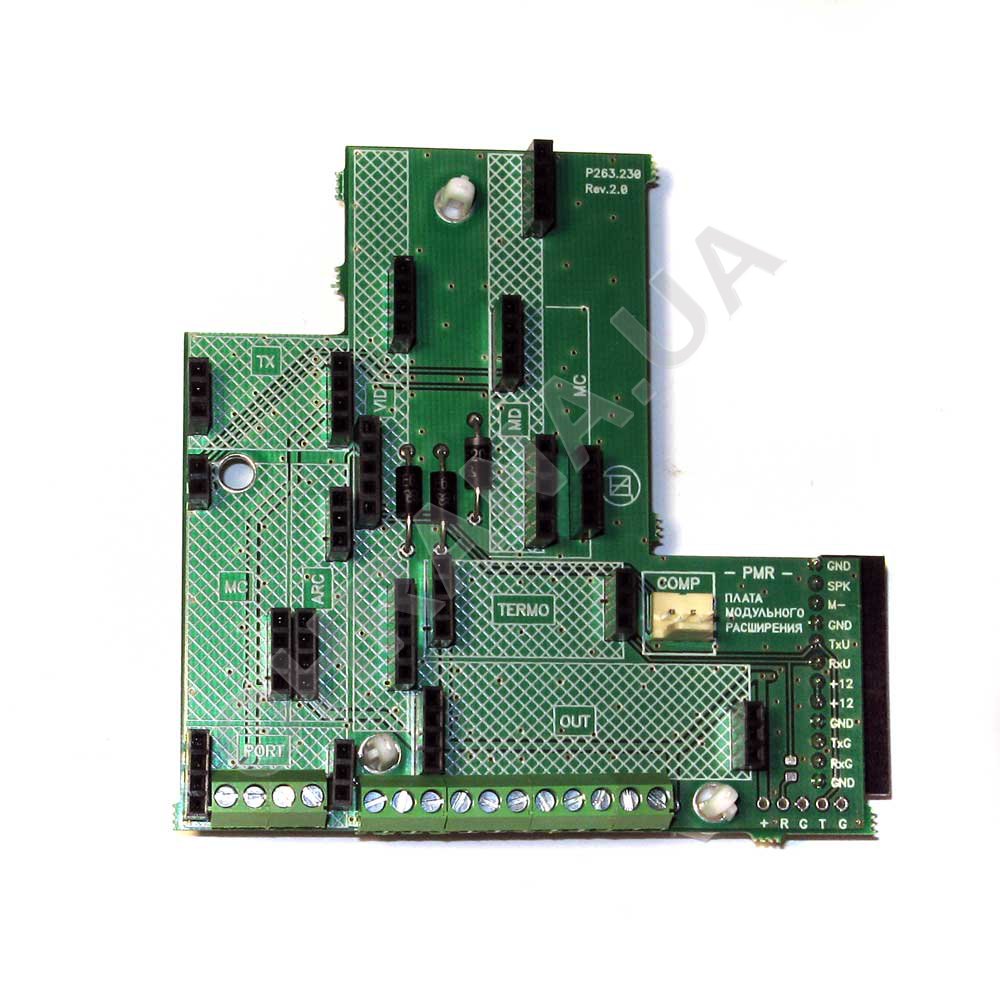 P263.230
Rev.2.0
TX
VID
MD
MC
MC
ARC
TERMO
COMP
- PMR -
ПЛАТА
МОДУЛЬНОГО
РАСШИРЕНИЯ
GND
SPK
M-
GND
TxU
RxU
+12
+12
GND
TxG
RxG
GND
OUT
PORT
+ R G T G